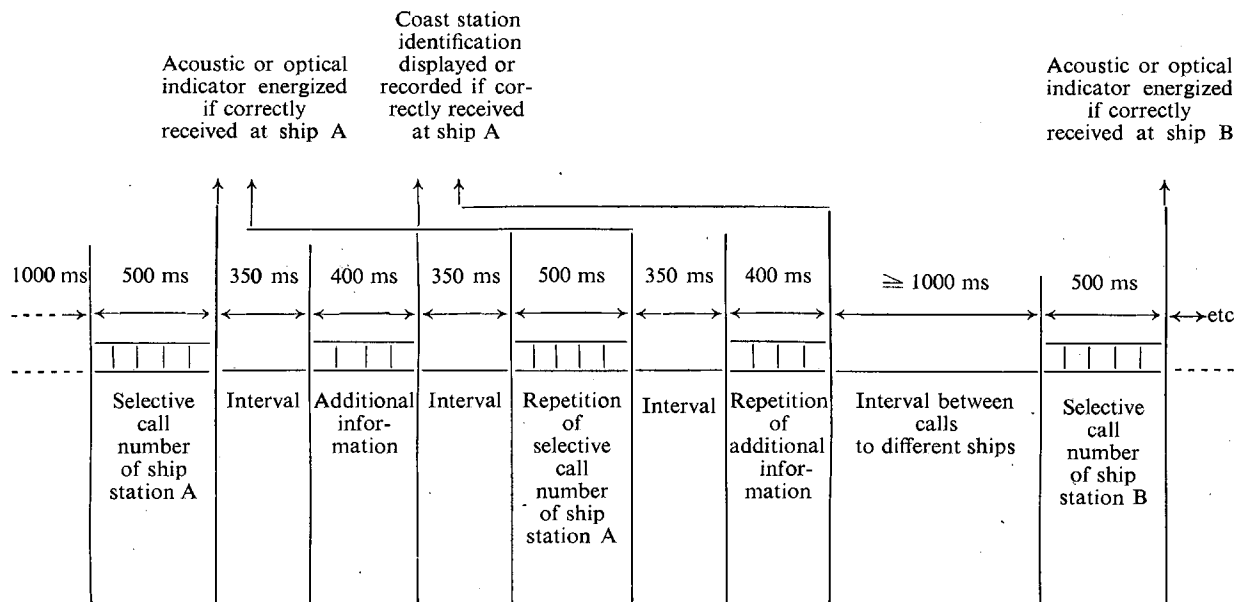 Acoustic or optical
indicator energized
if correctly
received at ship A
Coast station
identification
displayed or
recorded if cor-
rectly received
at ship A
Acoustic or optical
indicator energized
if correctly
received at ship B
1000 ms
500 ms
350 ms
400 ms
350 ms
500 ms
350 ms
400 ms
≧ 1000 ms
500 ms
etc
Selective
call
number
of ship
station A
Interval
Additional
infor-
mation
Interval
Repetition
of
selective
call
number
of ship
station A
Interval
Repetition
of
additional
infor-
mation
Interval between
calls
to different ships
Selective
call
number
of ship
station B